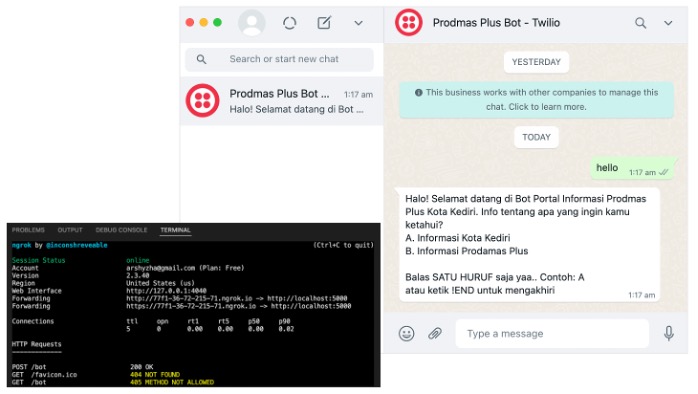 Prodmas Plus Bot - Twilio
Search or start new chat
Prodmas Plus Bot ... 1:17 am
Halo! Selamat datang di Bot ...
YESTERDAY
This business works with other companies to manage this
chat. Click to learn more.
TODAY
hello
1:17 am
Halo! Selamat datang di Bot Portal Informasi Prodmas
Plus Kota Kediri. Info tentang apa yang ingin kamu
ketahui?
A. Informasi Kota Kediri
B. Informasi Prodamas Plus
Balas SATU HURUF saja yaa.. Contoh: A
atau ketik !END untuk mengakhiri
1:17 am
Type a message
PROBLEMS OUTPUT DEBUG CONSOLE TERMINAL
ngrok by @inconshreveable (Ctrl+C to quit)
Session Status online
Account arshyzha@gmail.com (Plan: Free)
Version 2.3.40
Region United States (us)
Web Interface http://127.0.0.1:4040
Forwarding http://77f1-36-72-215-71.ngrok.io -> http://localhost:5000
Forwarding https://77f1-36-72-215-71.ngrok.io -> http://localhost:5000
Connections ttl opn rt1 rt5 p50 p90
5 0 0.00 0.00 0.00 0.02
HTTP Requests
-------------
POST /bot 200 OK
GET /favicon.ico 404 NOT FOUND
GET /bot 405 METHOD NOT ALLOWED